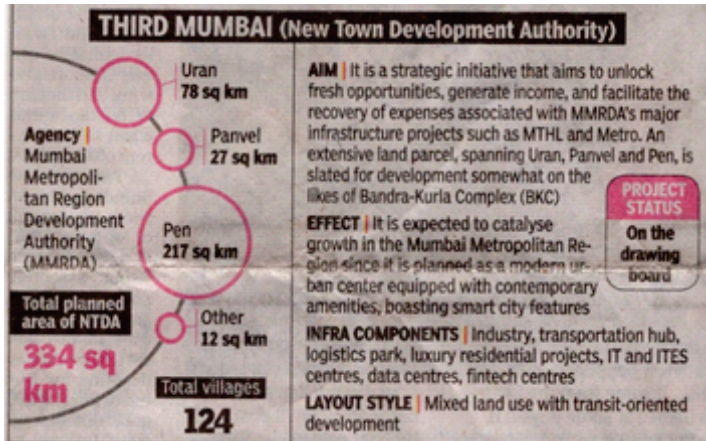 THIRD MUMBAI (New Town Development Authority)
Uran
78 sq km
Agency |
Mumbai
Metropoli-
tan Region
Development
Authority
(MMRDA)
Panvel
27 sq km
Pen
217 sq km
Other
12 sq km
Total planned
area of NTDA
334 sq
km
Total villages
124
AIM | It is a strategic initiative that aims to unlock
fresh opportunities, generate income, and facilitate the
recovery of expenses associated with MMRDA's major
infrastructure projects such as MTHL and Metro. An
extensive land parcel, spanning Uran, Panvel and Pen, is
slated for development somewhat on the
likes of Bandra-Kurla Complex (BKC)
EFFECT | It is expected to catalyse
growth in the Mumbai Metropolitan Re-
gion since it is planned as a modern ur-
ban center equipped with contemporary
amenities, boasting smart city features
PROJECT
STATUS
On the
drawing
board
INFRA COMPONENTS | Industry, transportation hub,
logistics park, luxury residential projects, IT and ITES
centres, data centres, fintech centres
LAYOUT STYLE | Mixed land use with transit-oriented
development